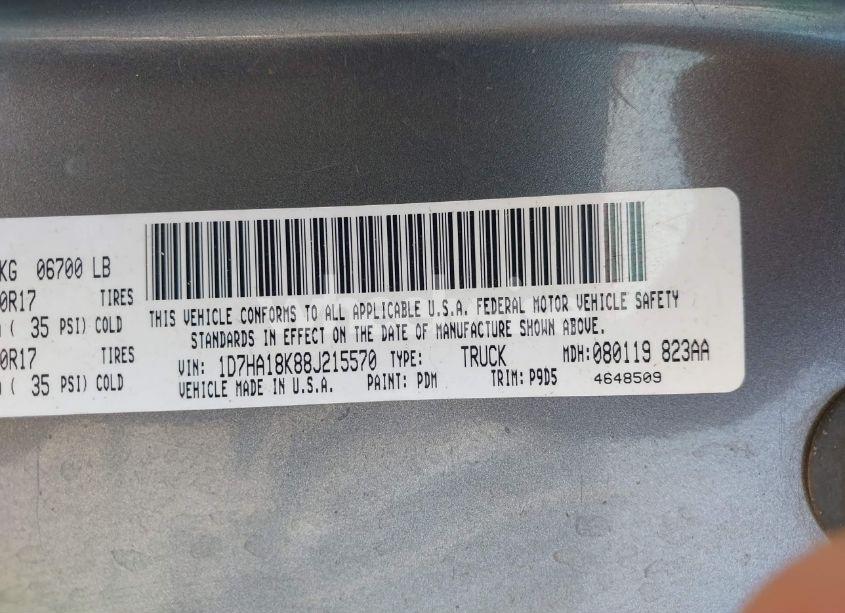 KG 06700 LB
0R17 TIRES
( 35 PSI) COLD
0R17 TIRES
( 35 PSI) COLD
THIS VEHICLE CONFORMS TO ALL APPLICABLE U.S.A. FEDERAL MOTOR VEHICLE SAFETY
STANDARDS IN EFFECT ON THE DATE OF MANUFACTURE SHOWN ABOVE.
VIN: 1D7HA18K88J215570 TYPE: TRUCK MDH:080119 823AA
VEHICLE MADE IN U.S.A. PAINT: PDM TRIM: P9D5 4648509